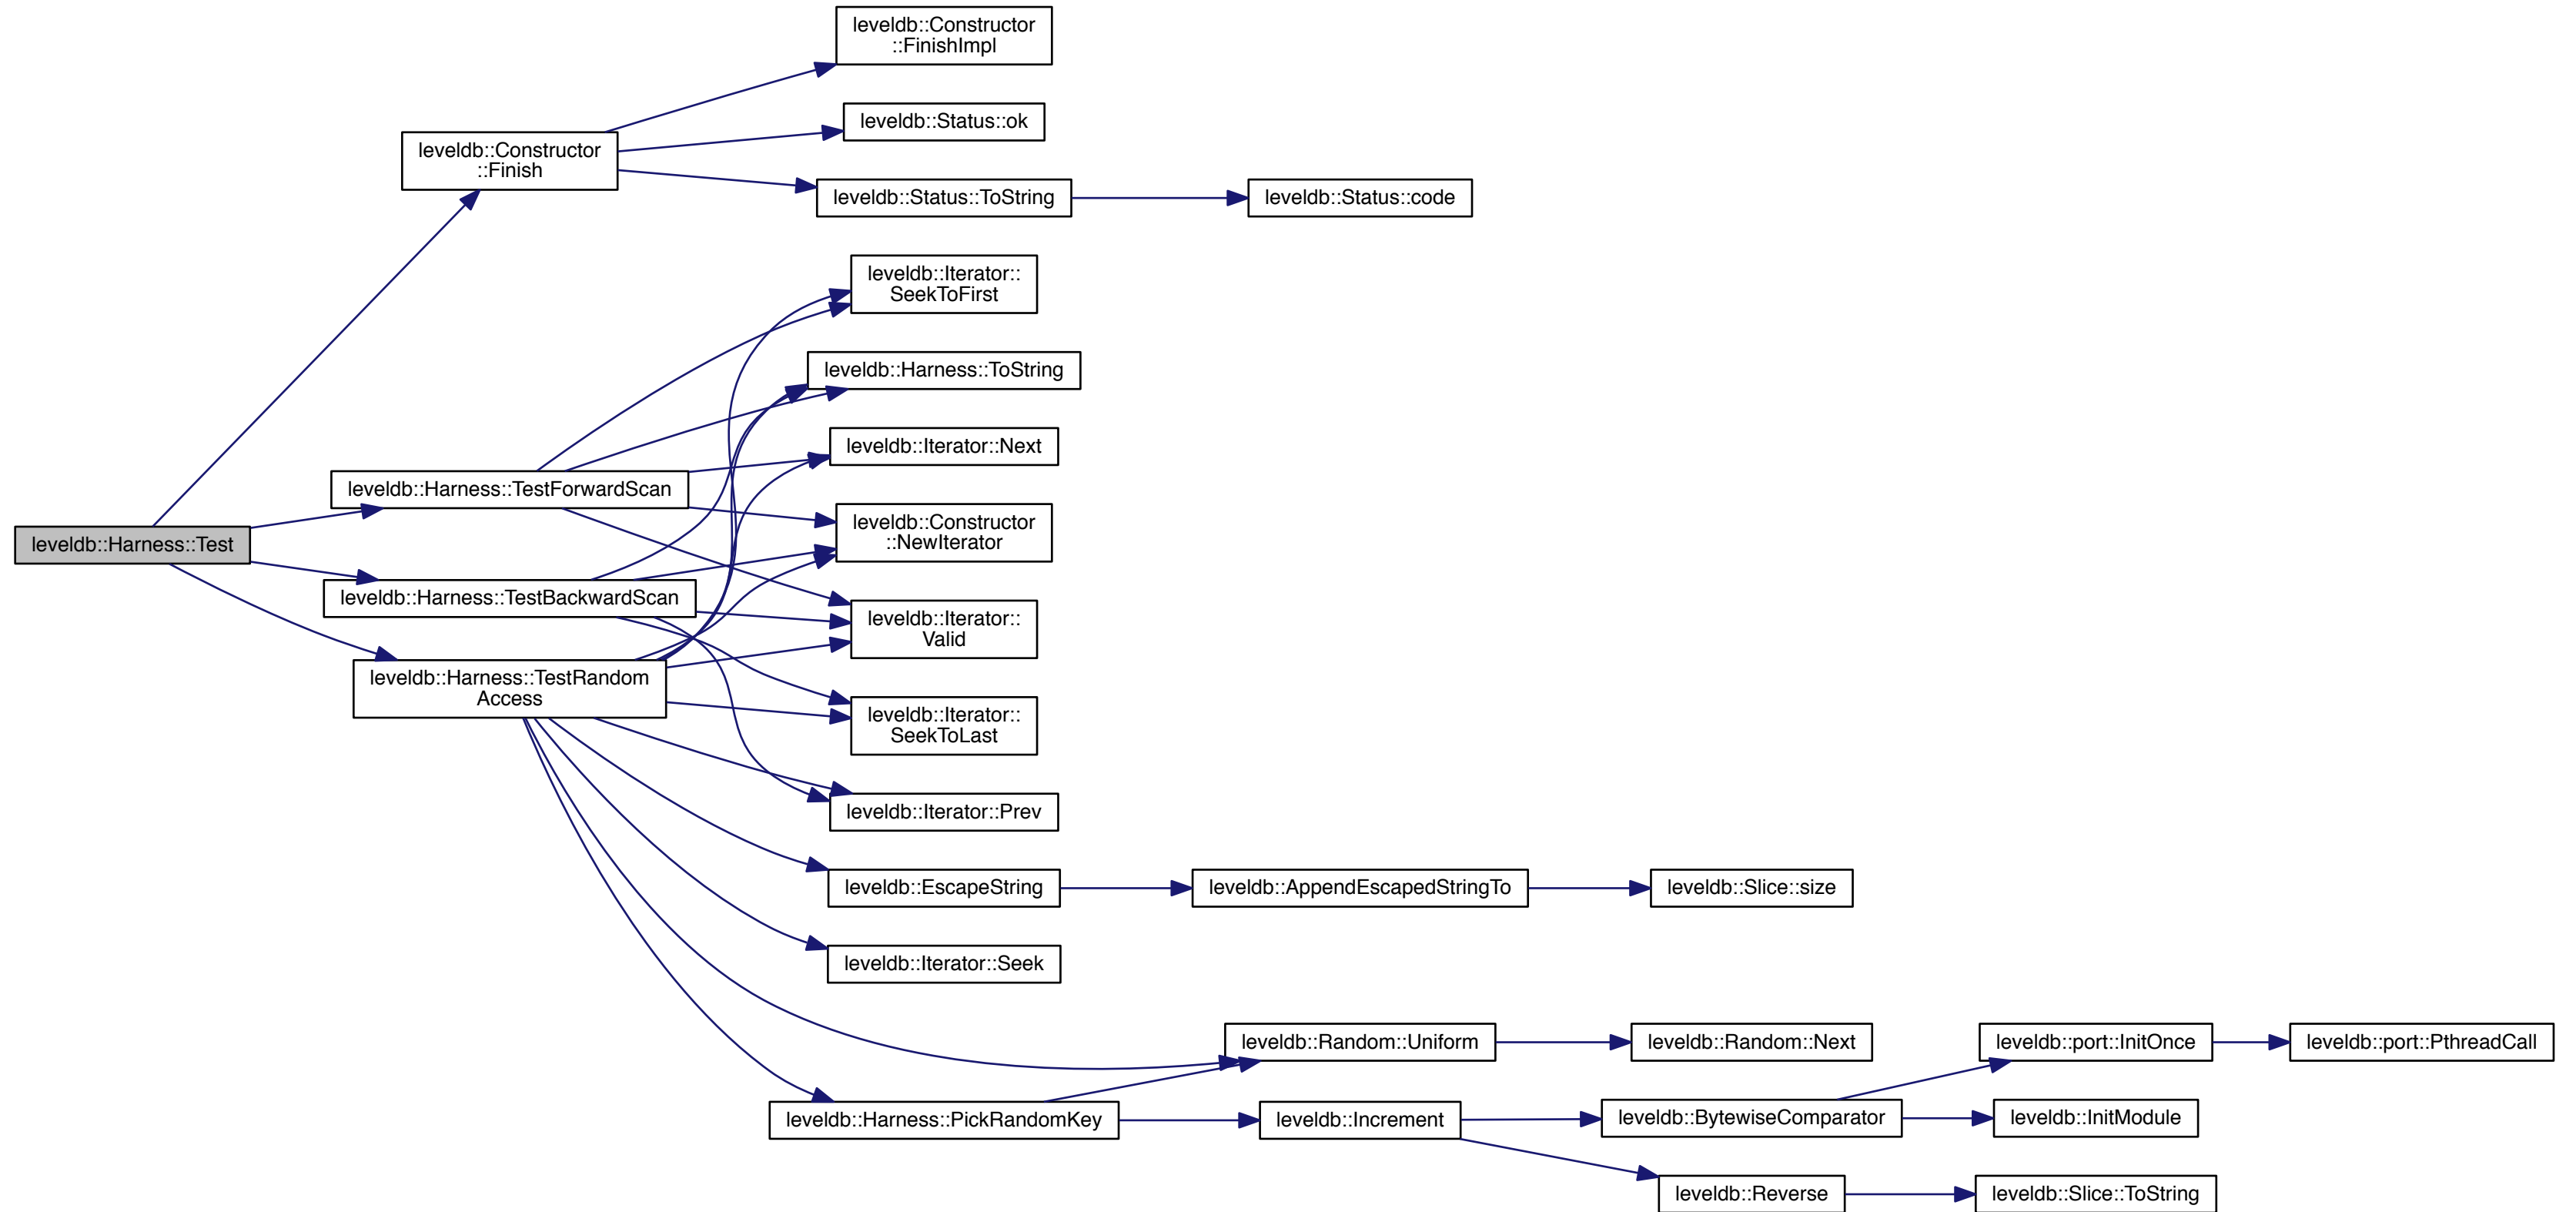 leveldb::Constructor
::FinishImpl
leveldb::Status::ok
leveldb::Constructor
::Finish
leveldb::Status::ToString
leveldb::Status::code
leveldb::Iterator::
SeekToFirst
leveldb::Harness::ToString
leveldb::Iterator::Next
leveldb::Harness::TestForwardScan
leveldb::Constructor
::NewIterator
leveldb::Harness::Test
leveldb::Harness::TestBackwardScan
leveldb::Iterator::
Valid
leveldb::Harness::TestRandom
Access
leveldb::Iterator::
SeekToLast
leveldb::Iterator::Prev
leveldb::EscapeString
leveldb::AppendEscapedStringTo
leveldb::Slice::size
leveldb::Iterator::Seek
leveldb::Random::Uniform
leveldb::Random::Next
leveldb::port::InitOnce
leveldb::port::PthreadCall
leveldb::Harness::PickRandomKey
leveldb::Increment
leveldb::BytewiseComparator
leveldb::InitModule
leveldb::Reverse
leveldb::Slice::ToString